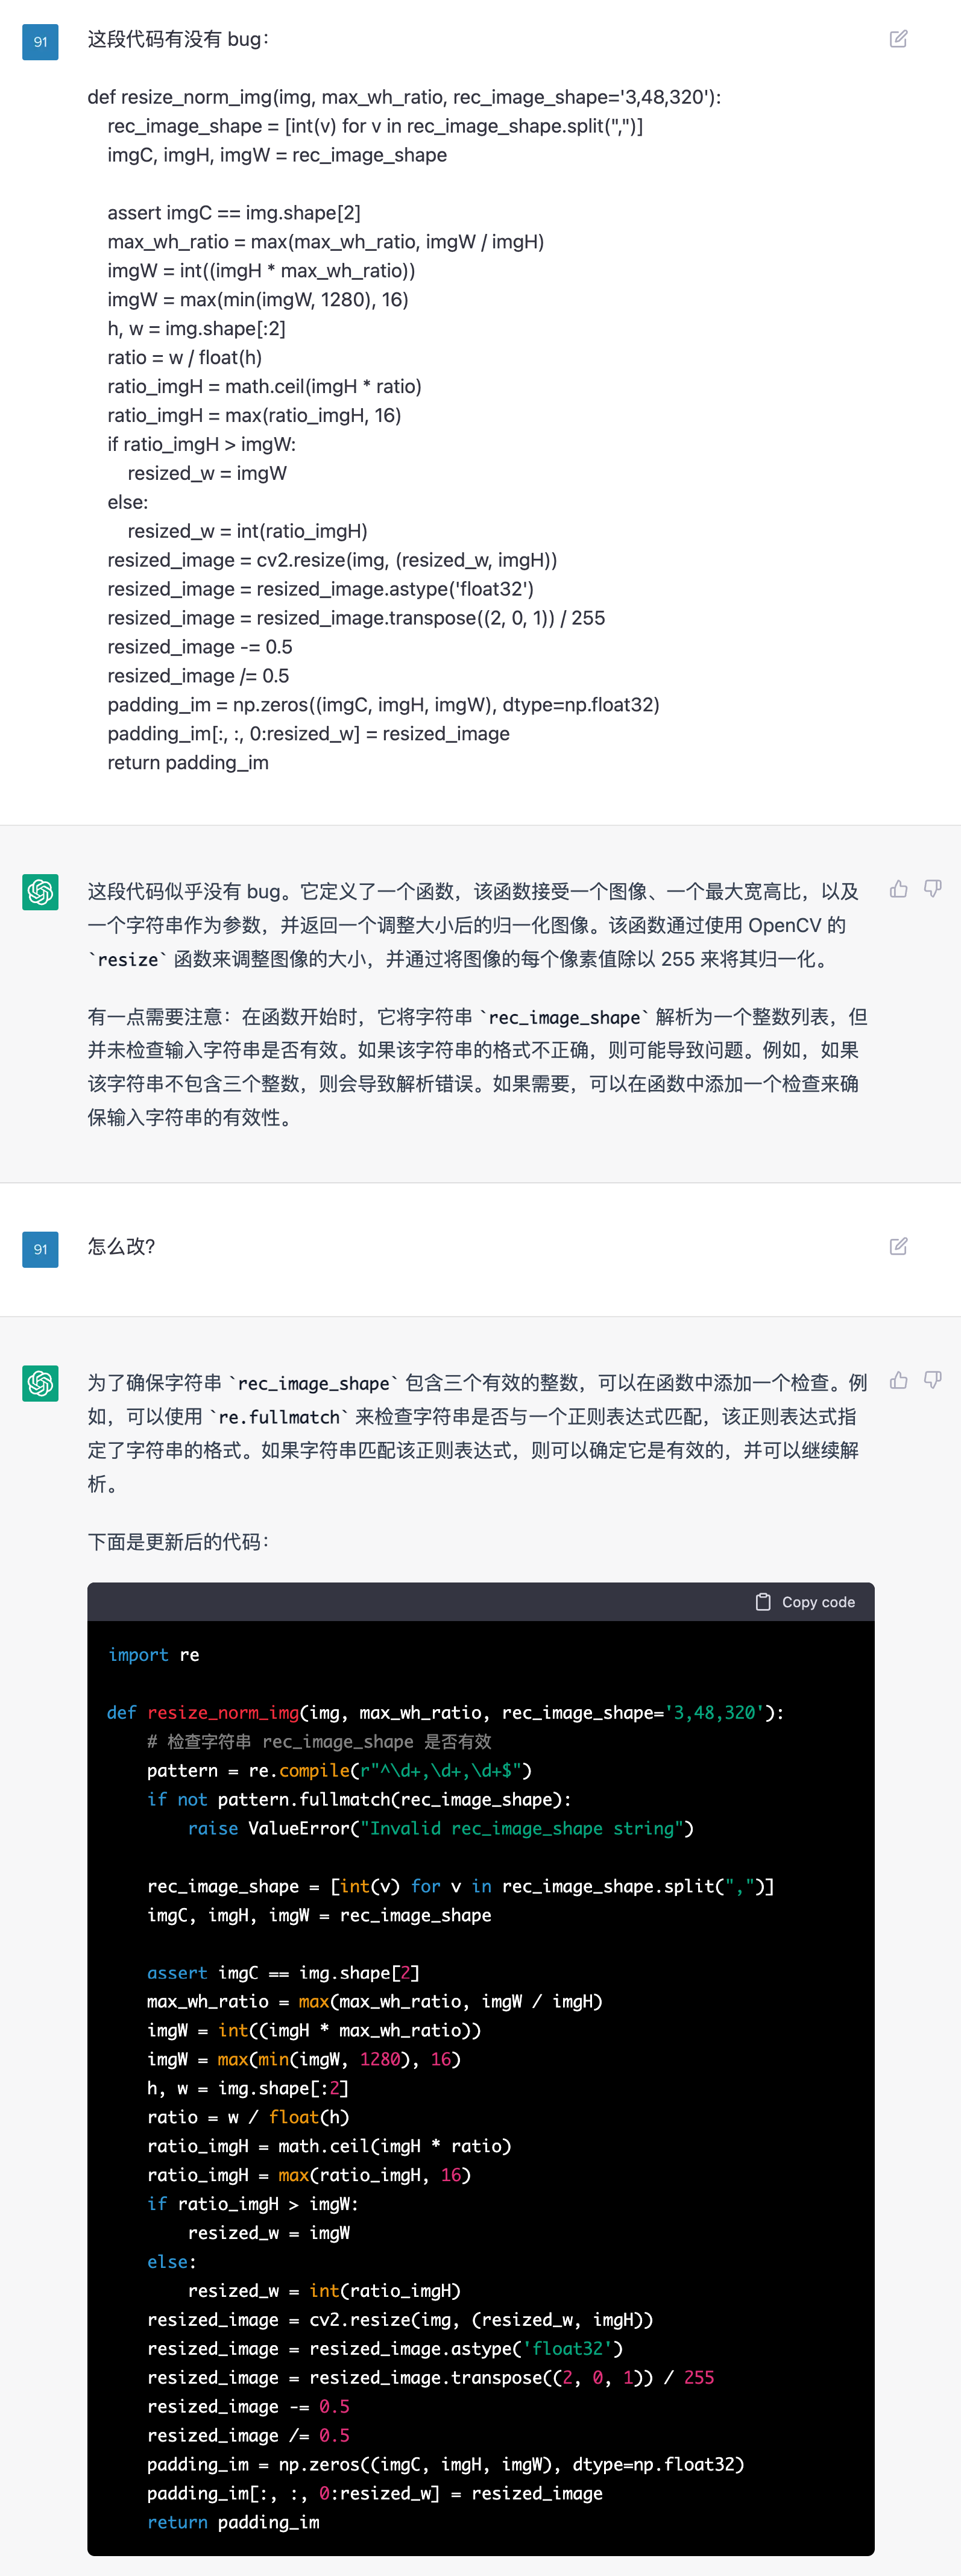 91
这段代码有没有 bug：
def resize_norm_img(img, max_wh_ratio, rec_image_shape='3,48,320'):
    rec_image_shape = [int(v) for v in rec_image_shape.split(",")]
    imgC, imgH, imgW = rec_image_shape
    assert imgC == img.shape[2]
    max_wh_ratio = max(max_wh_ratio, imgW / imgH)
    imgW = int((imgH * max_wh_ratio))
    imgW = max(min(imgW, 1280), 16)
    h, w = img.shape[:2]
    ratio = w / float(h)
    ratio_imgH = math.ceil(imgH * ratio)
    ratio_imgH = max(ratio_imgH, 16)
    if ratio_imgH > imgW:
        resized_w = imgW
    else:
        resized_w = int(ratio_imgH)
    resized_image = cv2.resize(img, (resized_w, imgH))
    resized_image = resized_image.astype('float32')
    resized_image = resized_image.transpose((2, 0, 1)) / 255
    resized_image -= 0.5
    resized_image /= 0.5
    padding_im = np.zeros((imgC, imgH, imgW), dtype=np.float32)
    padding_im[:, :, 0:resized_w] = resized_image
    return padding_im
这段代码似乎没有 bug。它定义了一个函数，该函数接受一个图像、一个最大宽高比，以及
一个字符串作为参数，并返回一个调整大小后的归一化图像。该函数通过使用 OpenCV 的
`resize` 函数来调整图像的大小，并通过将图像的每个像素值除以 255 来将其归一化。
有一点需要注意：在函数开始时，它将字符串 `rec_image_shape` 解析为一个整数列表，但
并未检查输入字符串是否有效。如果该字符串的格式不正确，则可能导致问题。例如，如果
该字符串不包含三个整数，则会导致解析错误。如果需要，可以在函数中添加一个检查来确
保输入字符串的有效性。
91
怎么改?
为了确保字符串 `rec_image_shape` 包含三个有效的整数，可以在函数中添加一个检查。例
如，可以使用 `re.fullmatch` 来检查字符串是否与一个正则表达式匹配，该正则表达式指
定了字符串的格式。如果字符串匹配该正则表达式，则可以确定它是有效的，并可以继续解
析。
下面是更新后的代码：
Copy code
import re
def resize_norm_img(img, max_wh_ratio, rec_image_shape='3,48,320'):
    # 检查字符串 rec_image_shape 是否有效
    pattern = re.compile(r"^\d+,\d+,\d+$")
    if not pattern.fullmatch(rec_image_shape):
        raise ValueError("Invalid rec_image_shape string")
    rec_image_shape = [int(v) for v in rec_image_shape.split(",")]
    imgC, imgH, imgW = rec_image_shape
    assert imgC == img.shape[2]
    max_wh_ratio = max(max_wh_ratio, imgW / imgH)
    imgW = int((imgH * max_wh_ratio))
    imgW = max(min(imgW, 1280), 16)
    h, w = img.shape[:2]
    ratio = w / float(h)
    ratio_imgH = math.ceil(imgH * ratio)
    ratio_imgH = max(ratio_imgH, 16)
    if ratio_imgH > imgW:
        resized_w = imgW
    else:
        resized_w = int(ratio_imgH)
    resized_image = cv2.resize(img, (resized_w, imgH))
    resized_image = resized_image.astype('float32')
    resized_image = resized_image.transpose((2, 0, 1)) / 255
    resized_image -= 0.5
    resized_image /= 0.5
    padding_im = np.zeros((imgC, imgH, imgW), dtype=np.float32)
    padding_im[:, :, 0:resized_w] = resized_image
    return padding_im